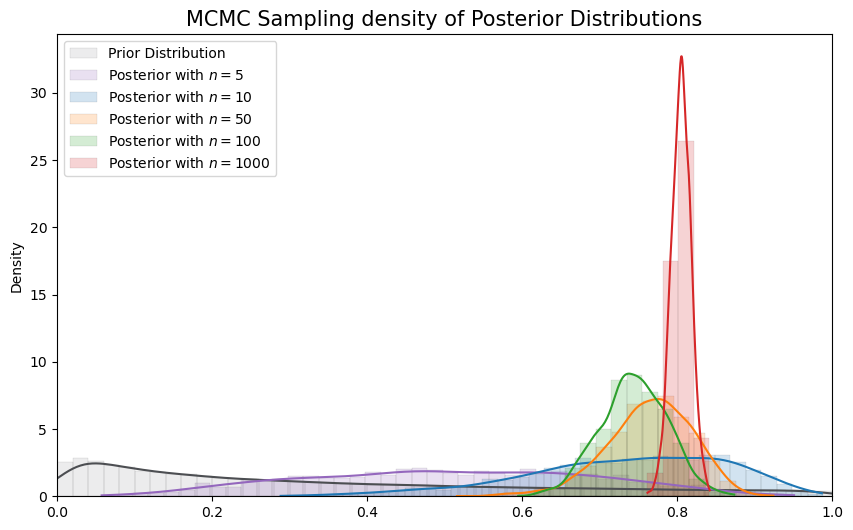 MCMC Sampling density of Posterior Distributions
Prior Distribution
Posterior with n = 5
Posterior with n = 10
Posterior with n = 50
Posterior with n = 100
Posterior with n = 1000
Density
30
25
20
15
10
5
0
0.0 0.2 0.4 0.6 0.8 1.0